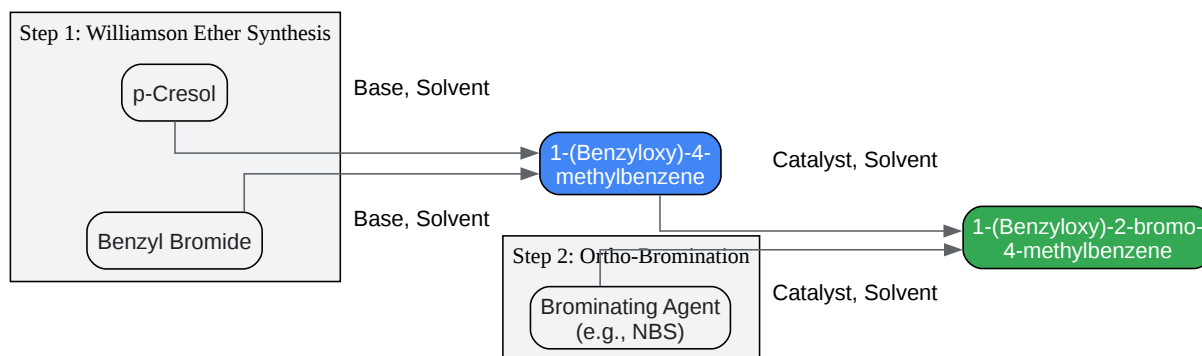 Step 1: Williamson Ether Synthesis
p-Cresol
Base, Solvent
1-(Benzyloxy)-4-
methylbenzene
Catalyst, Solvent
Base, Solvent
Benzyl Bromide
1-(Benzyloxy)-2-bromo-
4-methylbenzene
Step 2: Ortho-Bromination
Catalyst, Solvent
Brominating Agent
(e.g., NBS)